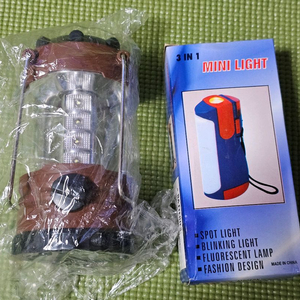 3 IN 1
MINI LIGHT
SPOT LIGHT
BLINKING LIGHT
FLUORESCENT LAMP
FASHION DESIGN
MADE IN CHINA